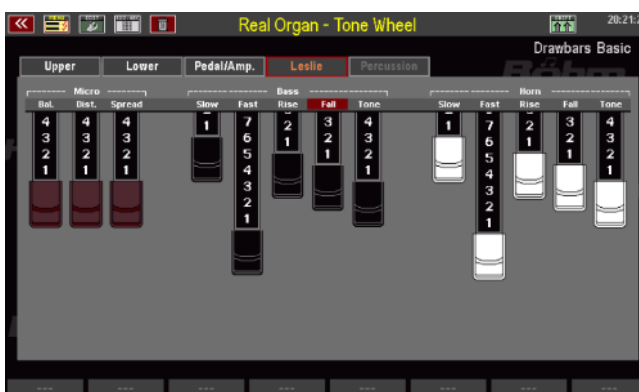 Real Organ - Tone Wheel 20:21:2
Drawbars Basic
Böhm
Upper Lower Pedal/Amp. Leslie Percussion
Micro Bass Horn
Bal. Dist. Spread Slow Fast Rise Fall Tone Slow Fast Rise Fall Tone
4 4 4 1 7 2 3 4 1 7 2 3 4
3 3 3 6 1 2 3 6 1 2 3
2 2 2 5 1 2 5 1 2
1 1 1 4 1 4 1
3 3
2 2
1 1
--- --- --- --- --- --- --- ---